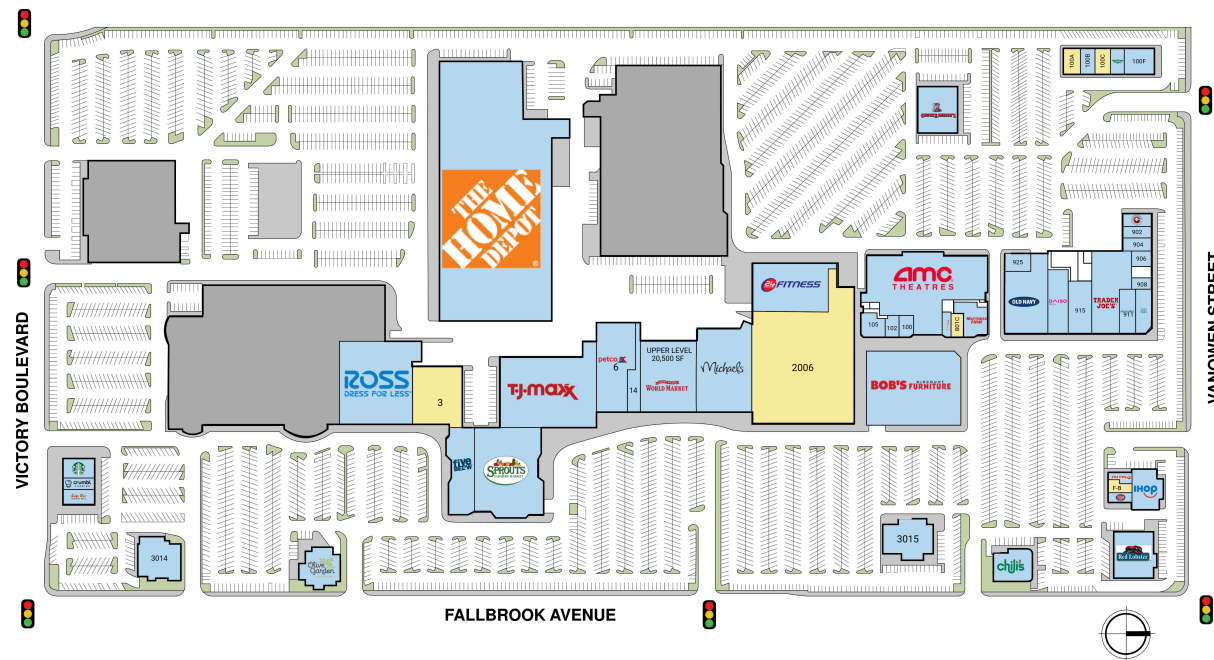 100A
100B
100C
100F
THE
HOME
DEPOT
902
904
906
908
925
OLD NAVY
DAISO
915
TRADER
JOE'S
911
24 FITNESS
AMC
THEATRES
105
102
100
801C
VICTORY BOULEVARD
VANOWEN STREET
ROSS
DRESS FOR LESS
3
T.J.maxx
petco
6
14
UPPER LEVEL
20,500 SF
WORLD MARKET
Michaels
2006
BOB'S
FURNITURE
five
BEL°W
SPROUTS
FARMERS MARKET
crumbl
3014
Olive
Garden
3015
chili's
F-B
IHOP
Red Lobster
FALLBROOK AVENUE